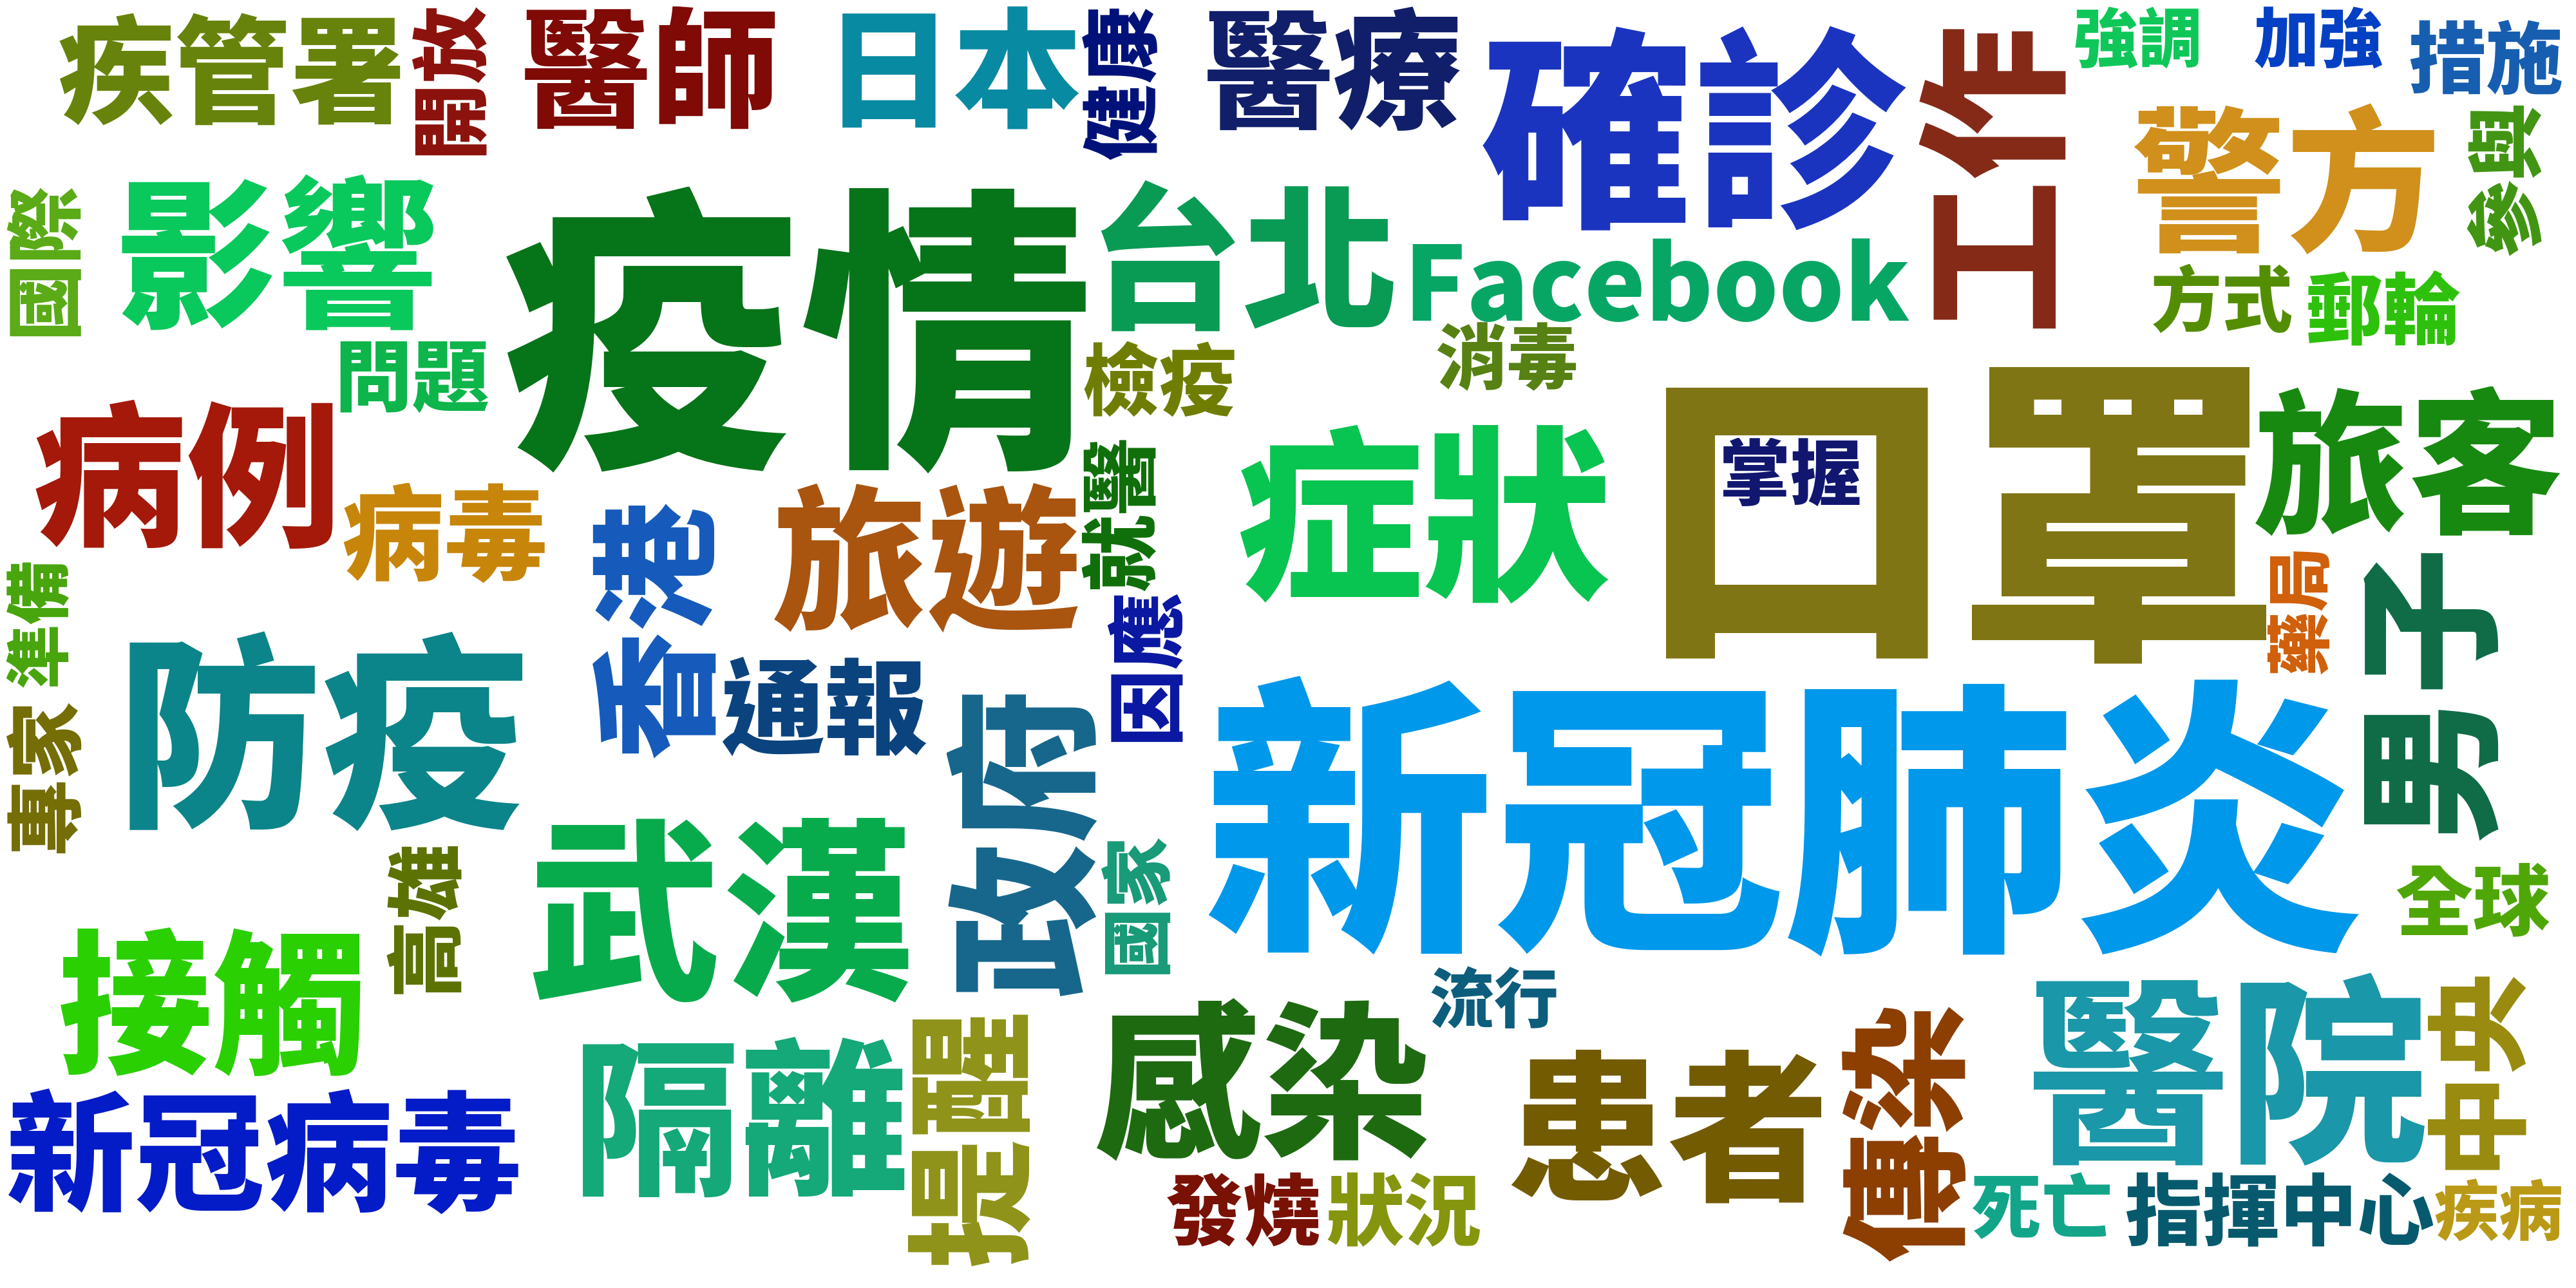 疾管署
開放
醫師
日本
健康
醫療
確診
工作
強調
加強
措施
警方
參與
國際
影響
疫情
台北
Facebook
方式
郵輪
問題
檢疫
消毒
病例
病毒
香港
旅遊
就醫
症狀
口罩
掌握
旅客
準備
防疫
通報
因應
藥局
男子
專家
政府
新冠肺炎
武漢
國家
高雄
全球
接觸
隔離
提醒
感染
流行
患者
傳染
醫院
中央
新冠病毒
發燒
狀況
死亡
指揮中心
疾病